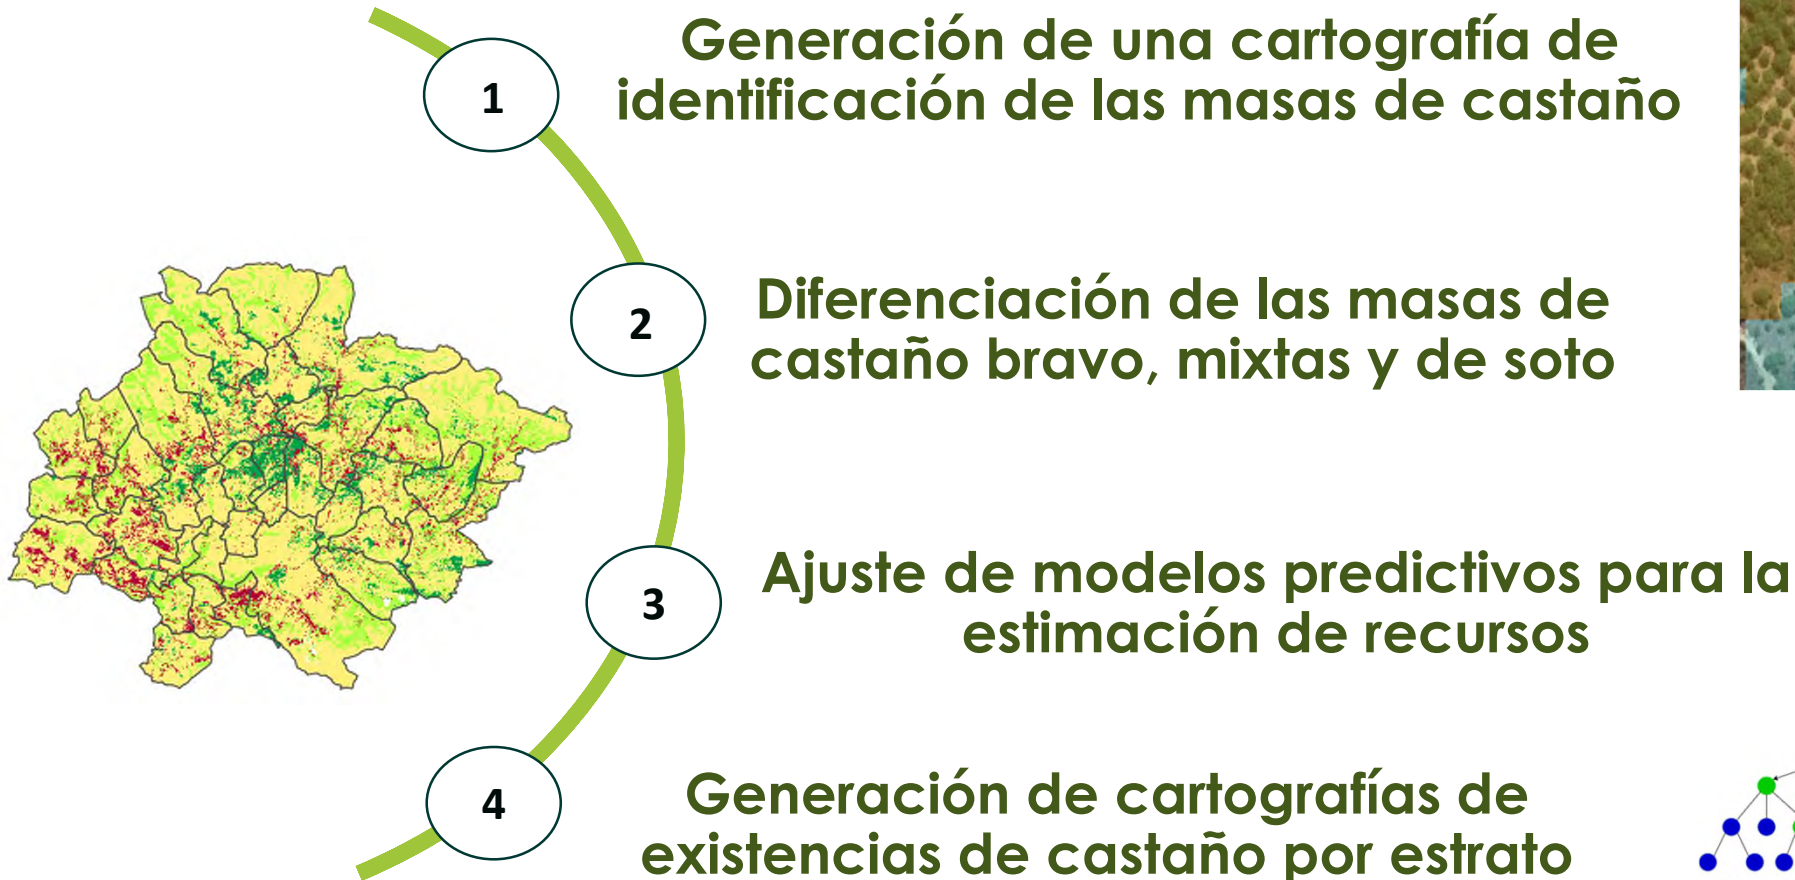 1
Generación de una cartografía de
identificación de las masas de castaño
2
Diferenciación de las masas de
castaño bravo, mixtas y de soto
3
Ajuste de modelos predictivos para la
estimación de recursos
4
Generación de cartografías de
existencias de castaño por estrato